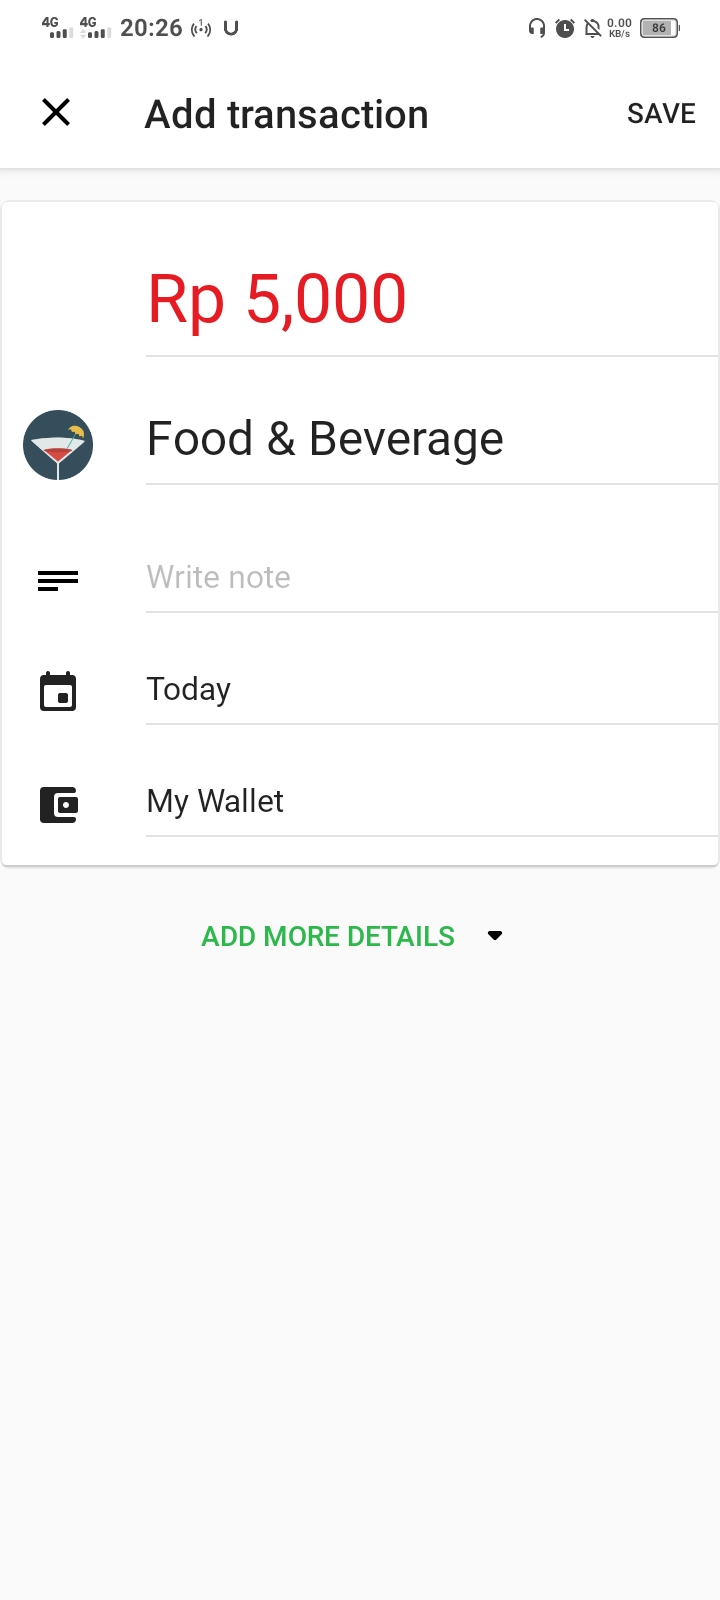 4G 4G 20:26 1 U 0.00 KB/s 86
Add transaction SAVE
Rp 5,000
Food & Beverage
Write note
Today
My Wallet
ADD MORE DETAILS